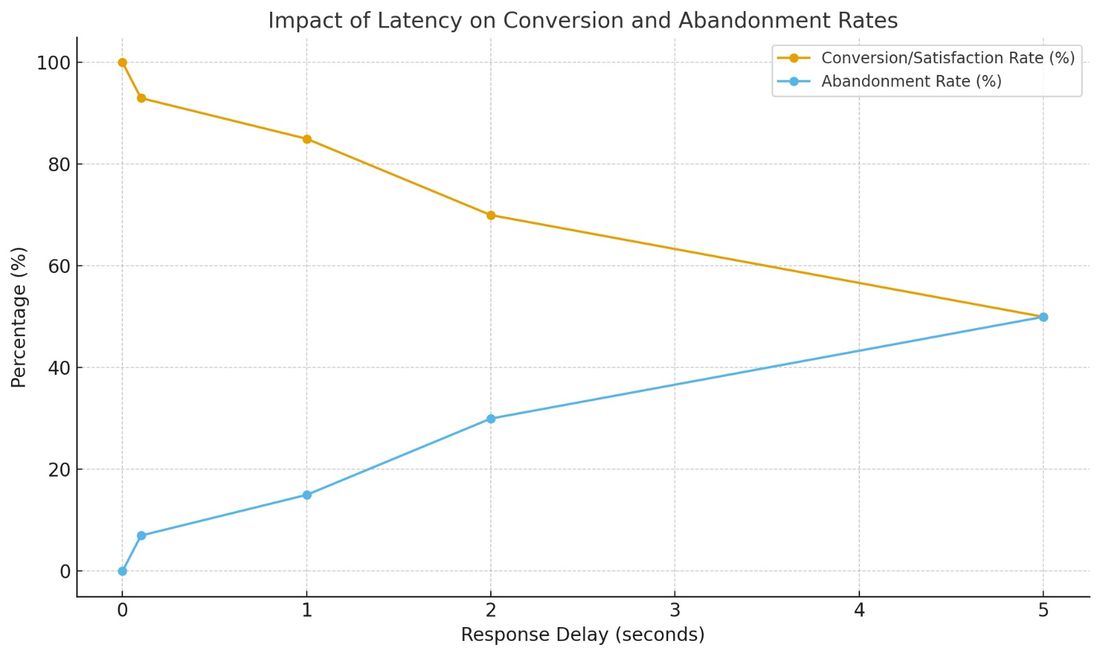 Impact of Latency on Conversion and Abandonment Rates
Conversion/Satisfaction Rate (%)
Abandonment Rate (%)
Percentage (%)
100
80
60
40
20
0
0 1 2 3 4 5
Response Delay (seconds)